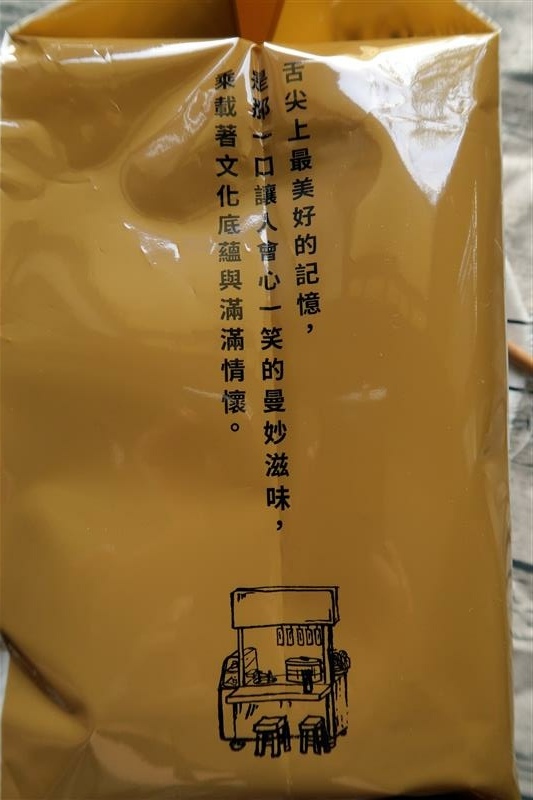 舌尖上最美好的記憶，
是那一口讓人會心一笑的曼妙滋味，
乘載著文化底蘊與滿滿情懷。